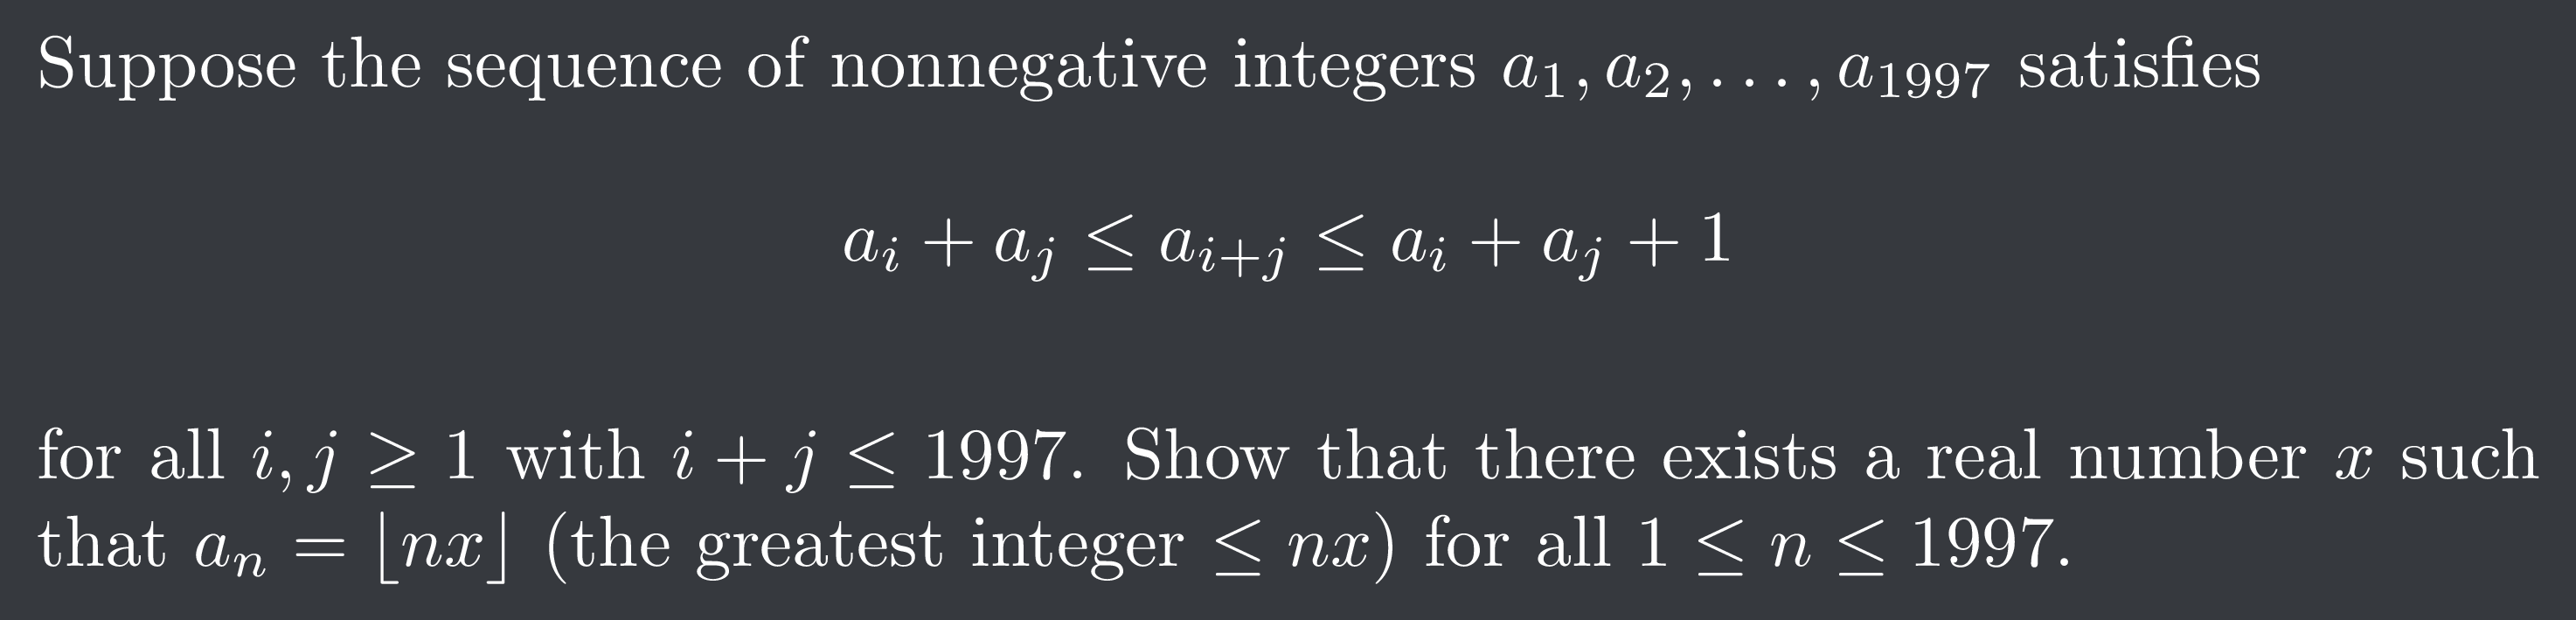 Suppose the sequence of nonnegative integers a₁, a₂, . . . , a₁₉₉₇ satisfies
aᵢ + aⱼ ≤ aᵢ₊ⱼ ≤ aᵢ + aⱼ + 1
for all i, j ≥ 1 with i + j ≤ 1997. Show that there exists a real number x such
that aₙ = ⌊nx⌋ (the greatest integer ≤ nx) for all 1 ≤ n ≤ 1997.